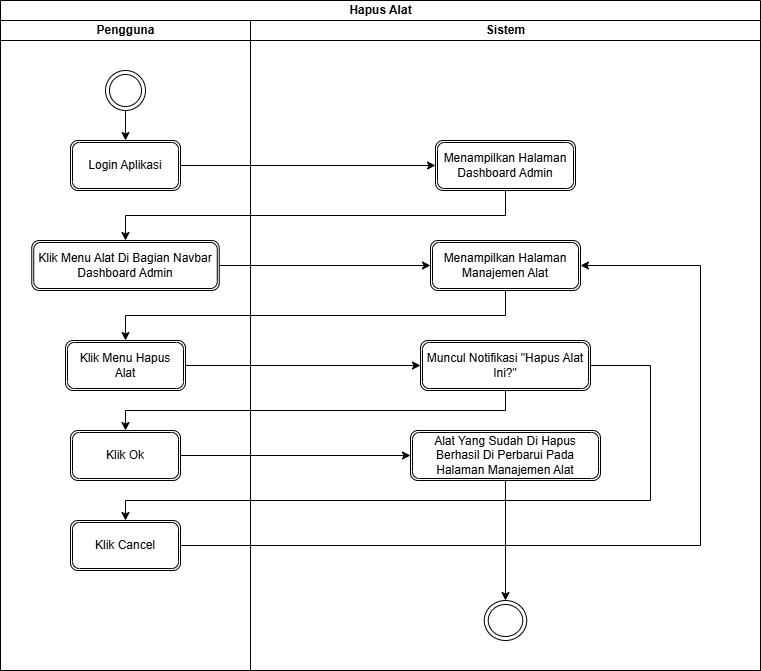 Hapus Alat
Pengguna
Sistem
Login Aplikasi
Menampilkan Halaman
Dashboard Admin
Klik Menu Alat Di Bagian Navbar
Dashboard Admin
Menampilkan Halaman
Manajemen Alat
Klik Menu Hapus
Alat
Muncul Notifikasi "Hapus Alat
Ini?"
Klik Ok
Alat Yang Sudah Di Hapus
Berhasil Di Perbarui Pada
Halaman Manajemen Alat
Klik Cancel